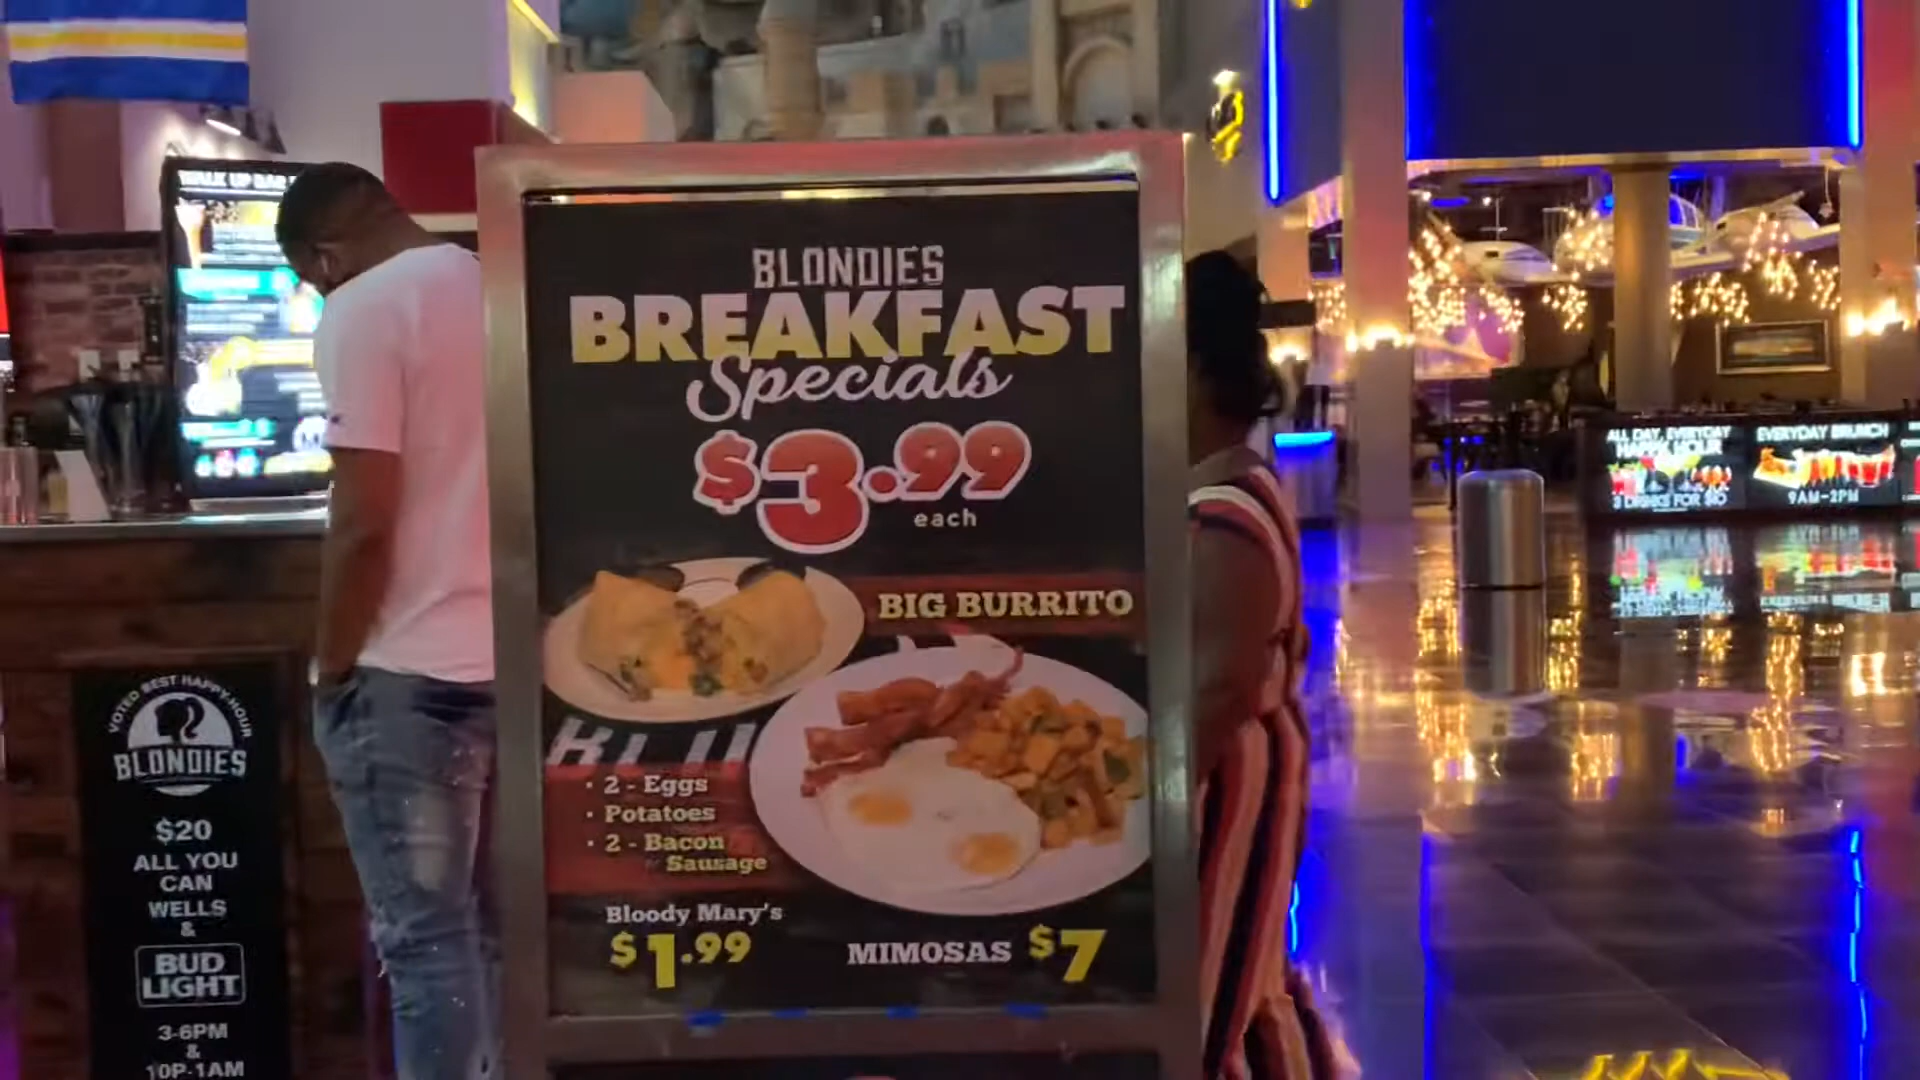 WALK UP BAR
BLONDIES
BREAKFAST
Specials
$3.99
each
BIG BURRITO
• 2 - Eggs
• Potatoes
• 2 - Bacon
or Sausage
Bloody Mary's
$1.99
MIMOSAS $7
VOTED BEST HAPPY HOUR
BLONDIES
$20
ALL YOU
CAN
WELLS
&
BUD
LIGHT
3-6PM
&
10P-1AM
ALL DAY, EVERYDAY
HAPPY HOUR
3 DRINKS FOR $10
EVERYDAY BRUNCH
9AM-2PM